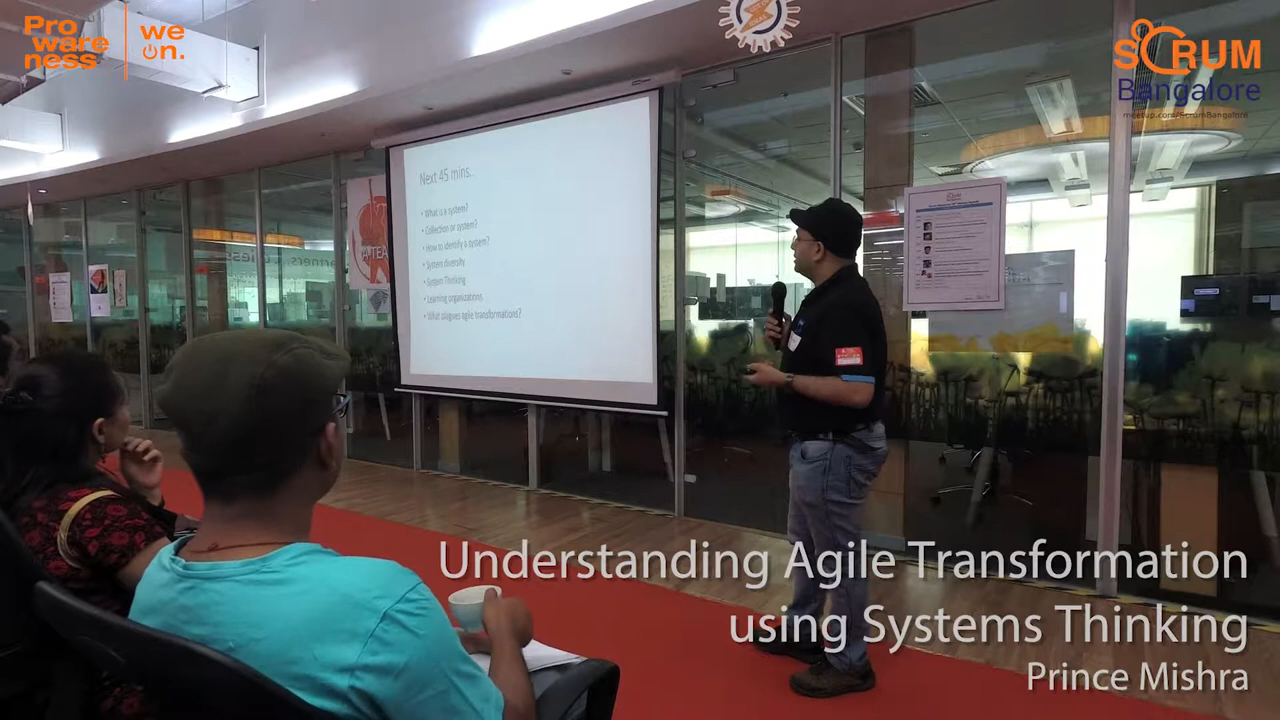 Pro
ware
ness
we
on.
SCRUM
Bangalore
meetup.com/ScrumBangalore
Next 45 mins..
• What is a system?
• Collection or system?
• How to identify a system?
• System diversity
• System Thinking
• Learning organizations
• What plagues agile transformations?
Understanding Agile Transformation
using Systems Thinking
Prince Mishra